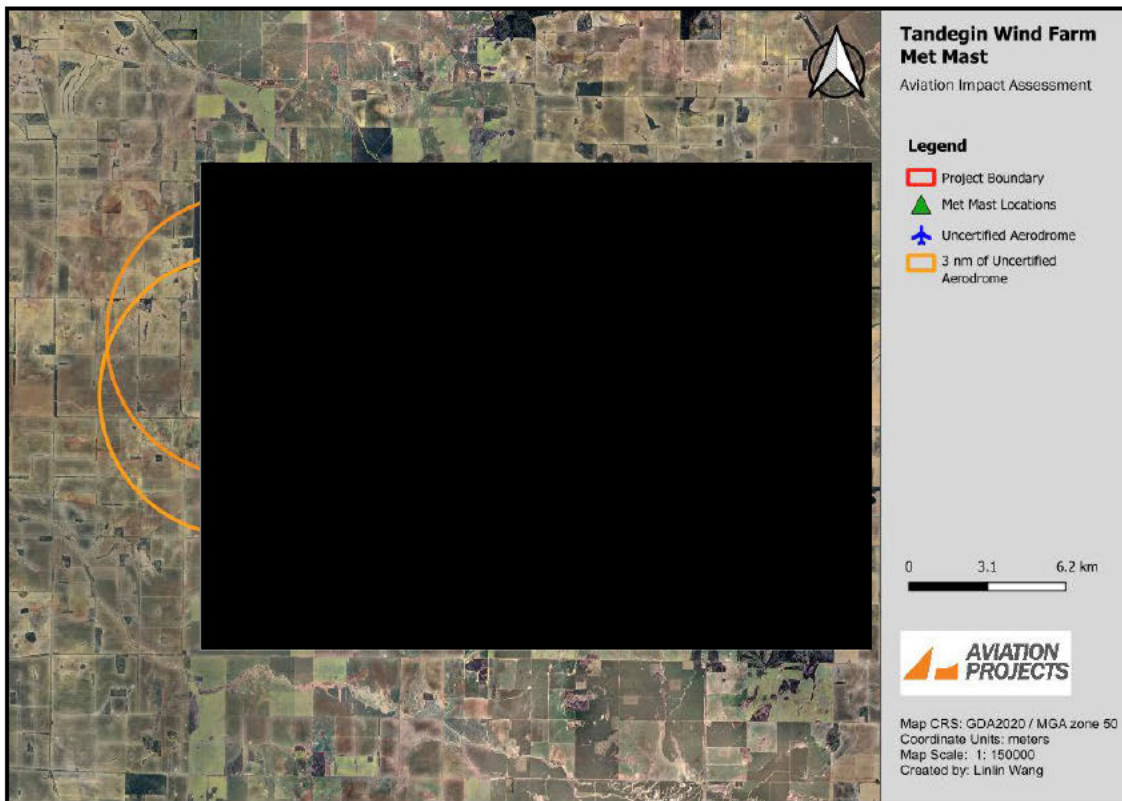 Tandegin Wind Farm
Met Mast
Aviation Impact Assessment
Legend
Project Boundary
Met Mast Locations
Uncertified Aerodrome
3 nm of Uncertified
Aerodrome
0 3.1 6.2 km
AVIATION
PROJECTS
Map CRS: GDA2020 / MGA zone 50
Coordinate Units: meters
Map Scale: 1: 150000
Created by: Linlin Wang